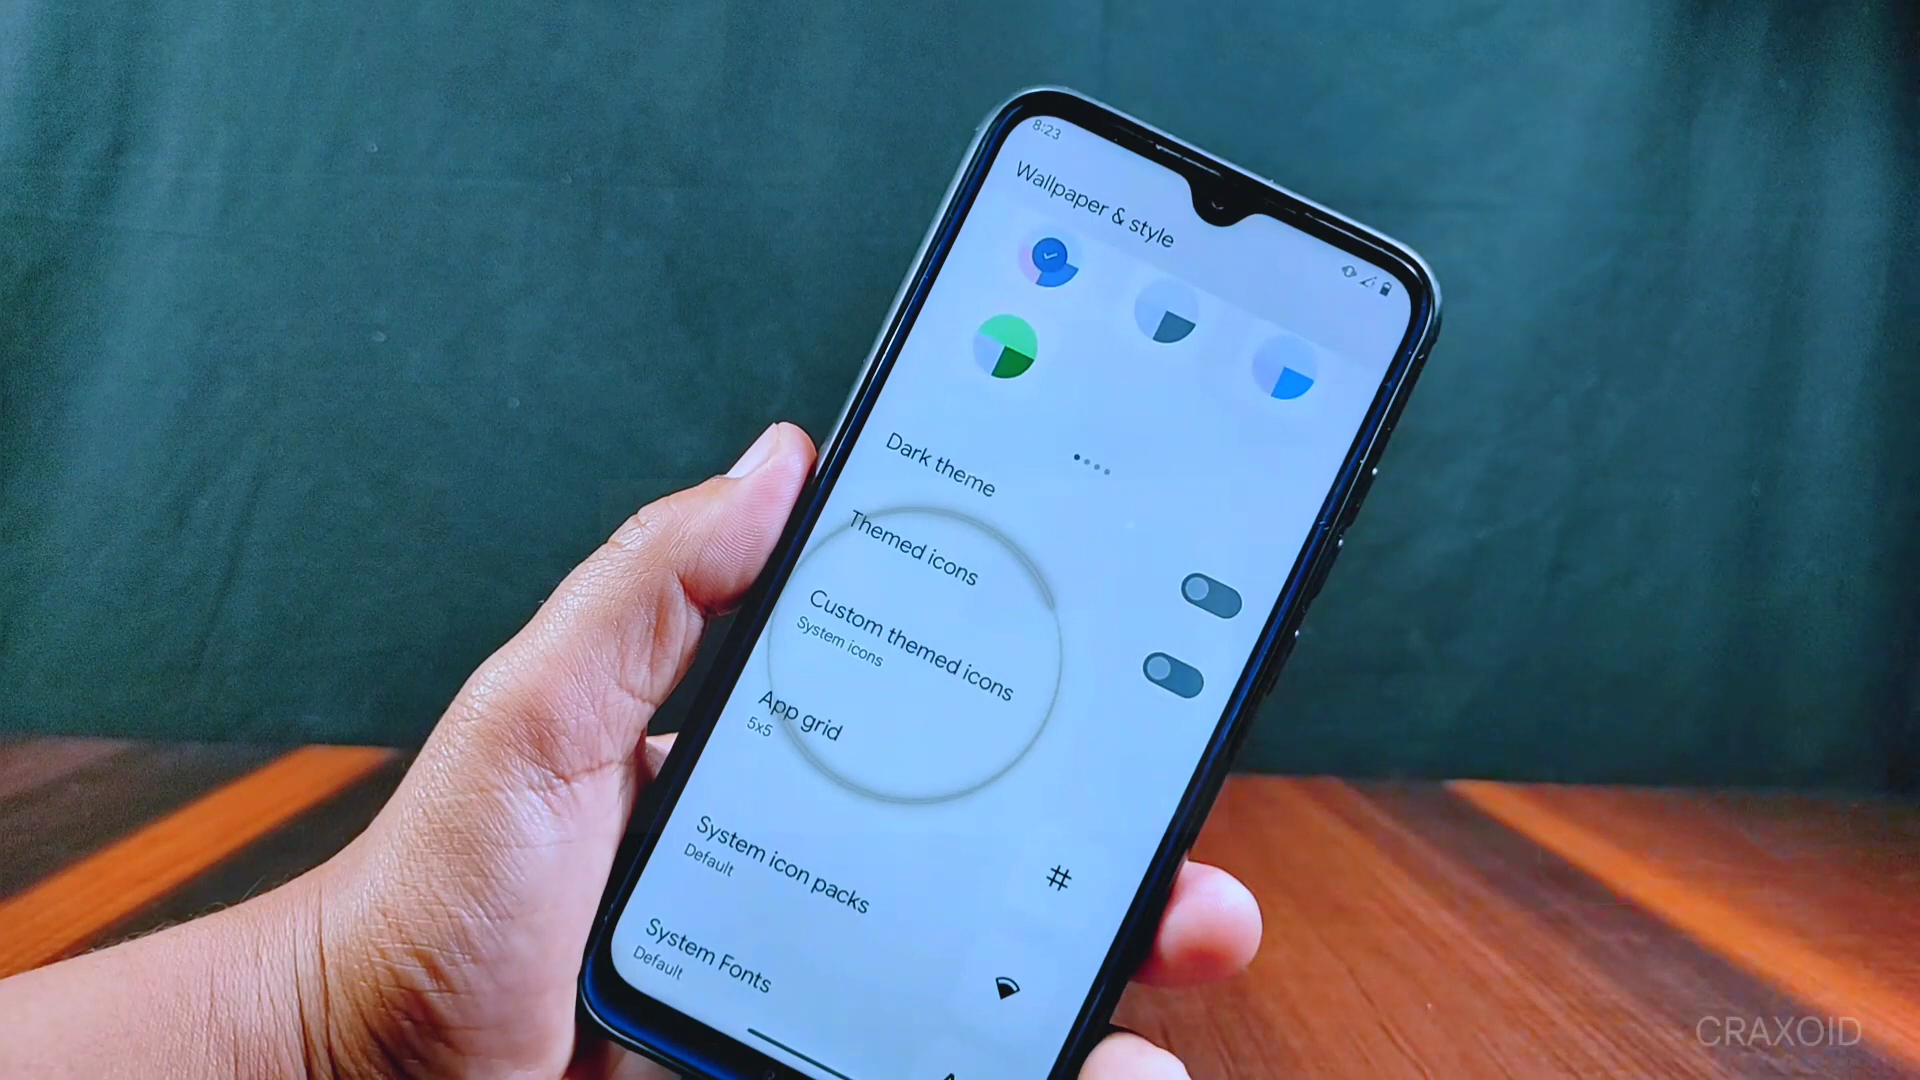 8:23
Wallpaper & style
Dark theme
Themed icons
Custom themed icons
System icons
App grid
5x5
System icon packs
Default
System Fonts
Default
CRAXOID